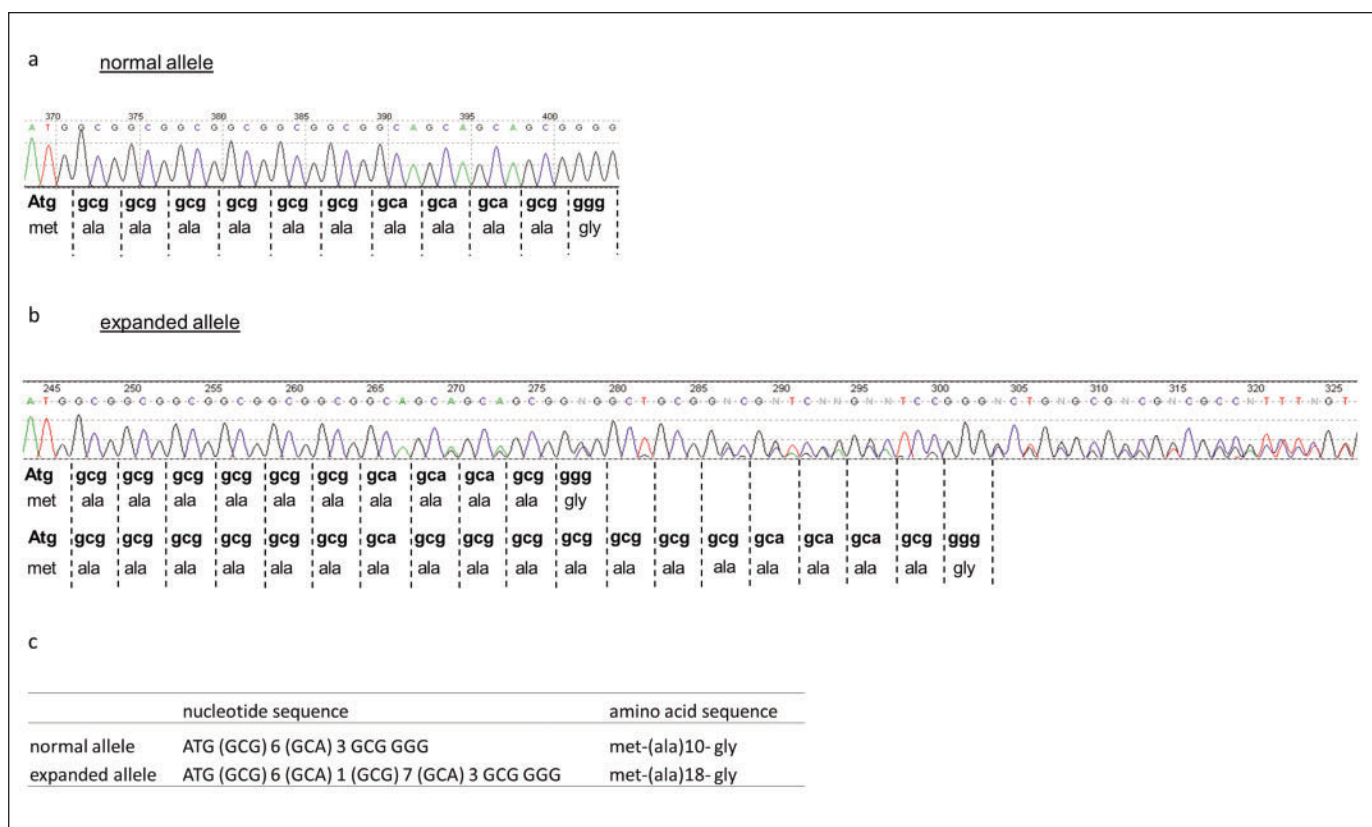 a normal allele
370 375 380 385 390 395 400
A T G G C G G C G G C G G C G G C G G C G G C A G C A G C A G C G G G G
Atg gcg gcg gcg gcg gcg gcg gca gca gca gcg ggg
met ala ala ala ala ala ala ala ala ala ala gly
b expanded allele
245 250 255 260 265 270 275 280 285 290 295 300 305 310 315 320 325
A T G G C G G C G G C G G C G G C G G C G G C A G C A G C A G C G G N G G C T G C G G N C G N T C N N G N N T C C G G G N C T G N G C G N C G N C G C C N T T T N G T
Atg gcg gcg gcg gcg gcg gcg gca gca gca gcg ggg
met ala ala ala ala ala ala ala ala ala ala gly
Atg gcg gcg gcg gcg gcg gcg gca gcg gcg gcg gcg gcg gcg gcg gca gca gca gcg ggg
met ala ala ala ala ala ala ala ala ala ala ala ala ala ala ala ala ala ala gly
c
nucleotide sequence amino acid sequence
normal allele ATG (GCG) 6 (GCA) 3 GCG GGG met-(ala)10- gly
expanded allele ATG (GCG) 6 (GCA) 1 (GCG) 7 (GCA) 3 GCG GGG met-(ala)18- gly